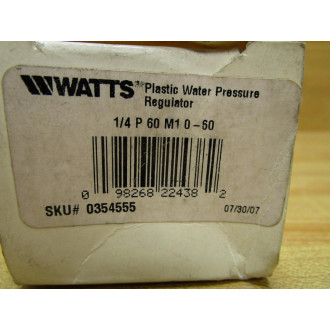 WATTS® Plastic Water Pressure
Regulator
1/4 P 60 M1 0-60
0 98268 22438 2
SKU# 0354555 07/30/07